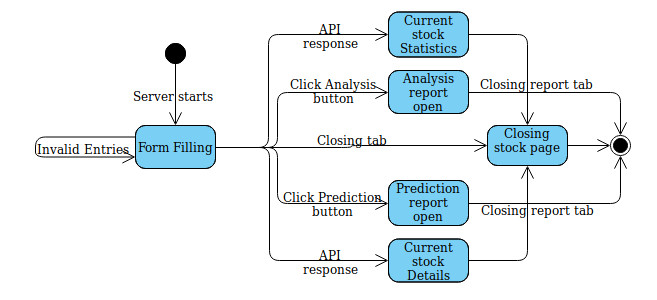 Current
stock
Statistics
API
response
Analysis
report
open
Click Analysis
button
Closing report tab
Server starts
Form Filling
Invalid Entries
Closing tab
Closing
stock page
Prediction
report
open
Click Prediction
button
Closing report tab
API
response
Current
stock
Details